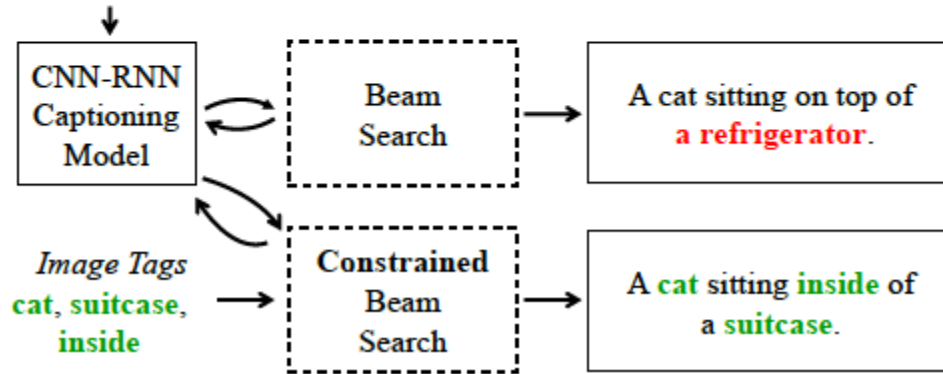 CNN-RNN
Captioning
Model
Beam
Search
A cat sitting on top of
a refrigerator.
Image Tags
cat, suitcase,
inside
Constrained
Beam
Search
A cat sitting inside of
a suitcase.